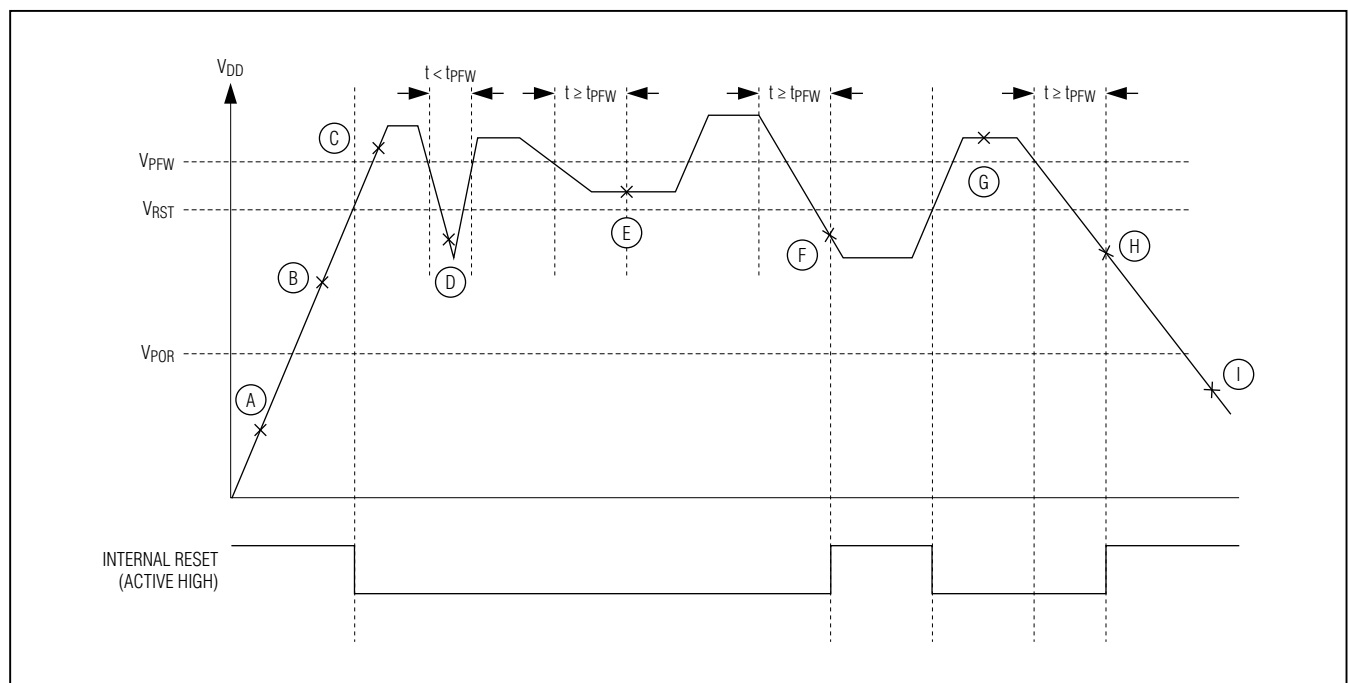 VDD
t < tPFW
t ≥ tPFW
t ≥ tPFW
t ≥ tPFW
C
VPFW
G
VRST
E
F
H
B
D
VPOR
I
A
INTERNAL RESET
(ACTIVE HIGH)